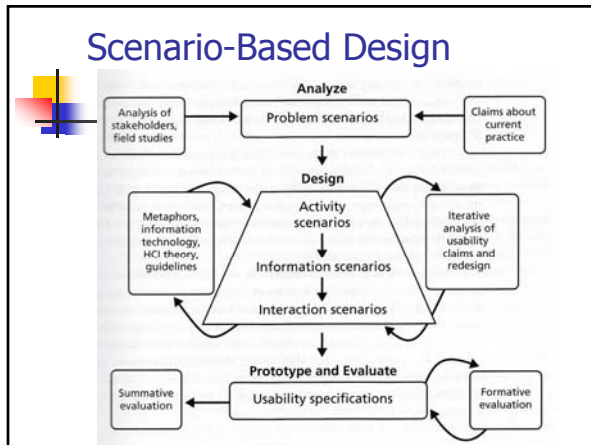 Scenario-Based Design
Analyze
Analysis of
stakeholders,
field studies
Problem scenarios
Claims about
current
practice
Design
Metaphors,
information
technology,
HCI theory,
guidelines
Activity
scenarios
Information scenarios
Interaction scenarios
Iterative
analysis of
usability
claims and
redesign
Prototype and Evaluate
Summative
evaluation
Usability specifications
Formative
evaluation